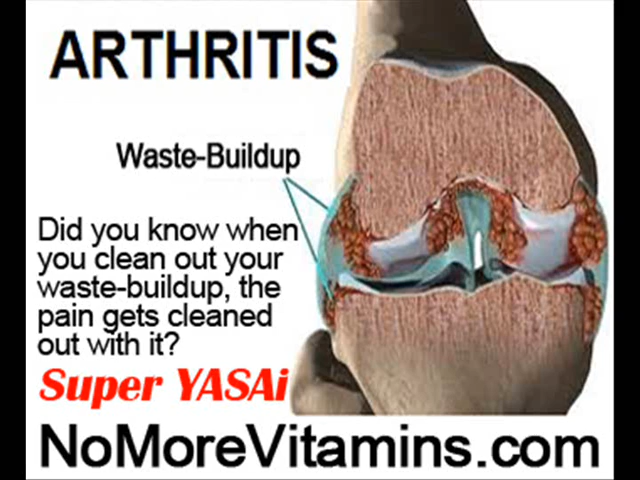 ARTHRITIS
Waste-Buildup
Did you know when
you clean out your
waste-buildup, the
pain gets cleaned
out with it?
Super YASAi
NoMoreVitamins.com